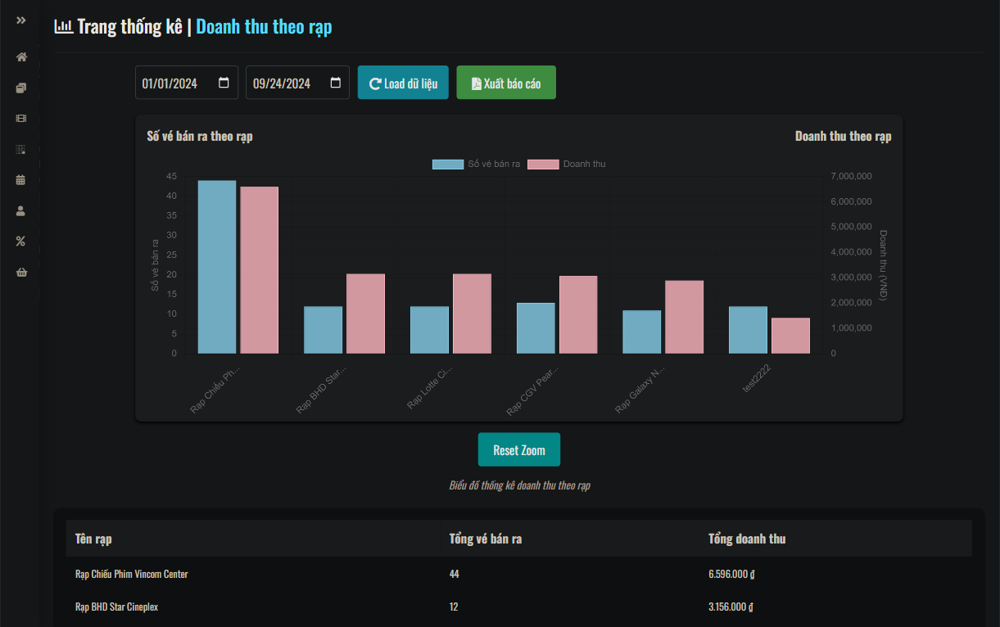 Trang thống kê | Doanh thu theo rạp
01/01/2024 09/24/2024 Load dữ liệu Xuất báo cáo
Số vé bán ra theo rạp Doanh thu theo rạp
Số vé bán ra Doanh thu
45 7,000,000
40 6,000,000
35 5,000,000
30 4,000,000
25 3,000,000
20 2,000,000
15 1,000,000
10 0
5
0
Số vé bán ra
Doanh thu (VNĐ)
Rạp Chiếu Ph...
Rạp BHD Star...
Rạp Lotte Ci...
Rạp CGV Pear...
Rạp Galaxy N...
test2222
Reset Zoom
Biểu đồ thống kê doanh thu theo rạp
Tên rạp Tổng vé bán ra Tổng doanh thu
Rạp Chiếu Phim Vincom Center 44 6.596.000 ₫
Rạp BHD Star Cineplex 12 3.156.000 ₫